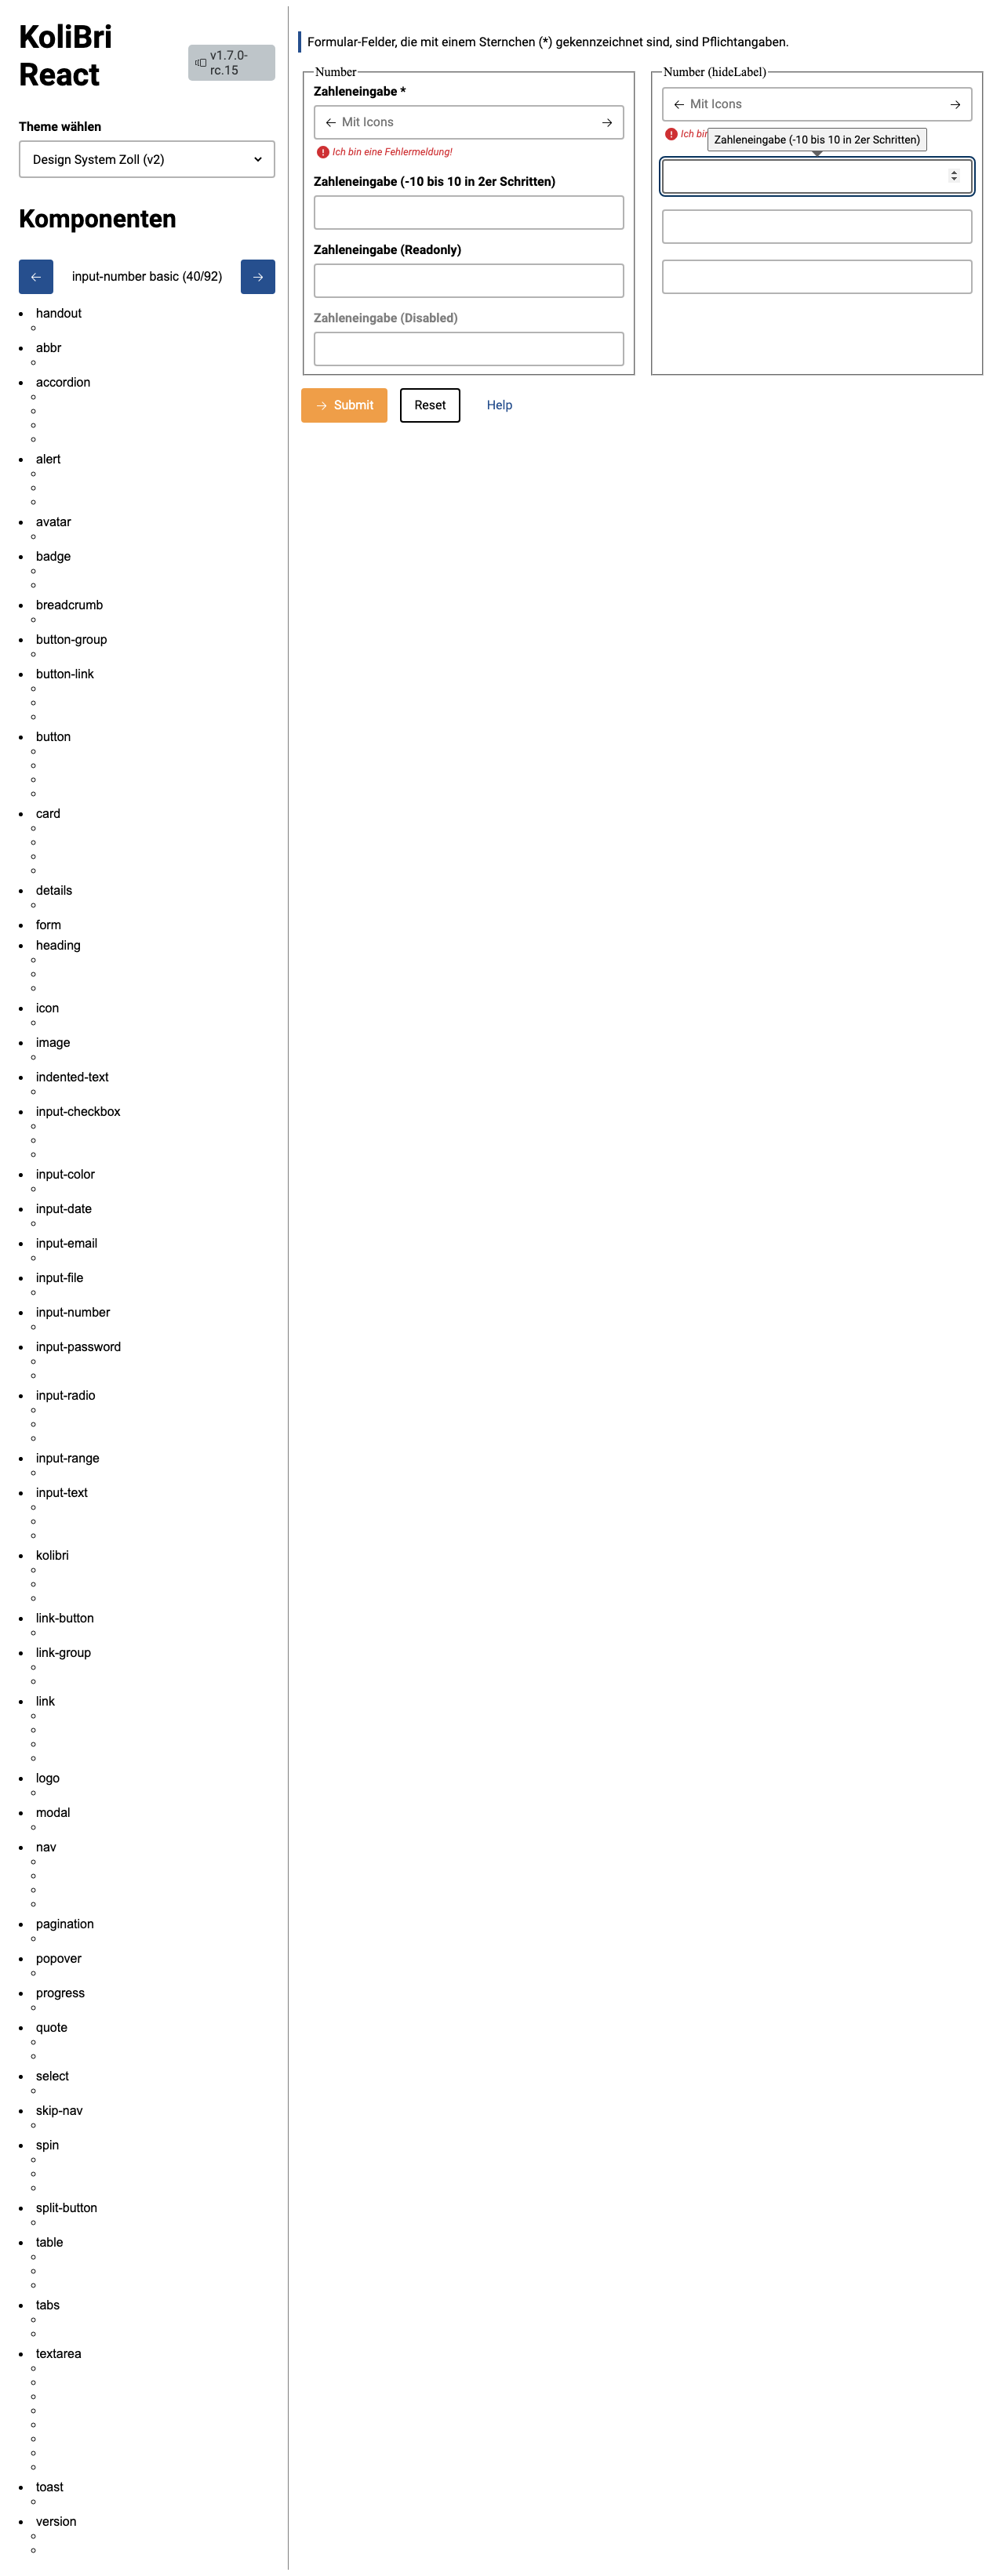 KoliBri
React
v1.7.0-
rc.15
Theme wählen
Design System Zoll (v2)
Komponenten
input-number basic (40/92)
handout
abbr
accordion
alert
avatar
badge
breadcrumb
button-group
button-link
button
card
details
form
heading
icon
image
indented-text
input-checkbox
input-color
input-date
input-email
input-file
input-number
input-password
input-radio
input-range
input-text
kolibri
link-button
link-group
link
logo
modal
nav
pagination
popover
progress
quote
select
skip-nav
spin
split-button
table
tabs
textarea
toast
version
Formular-Felder, die mit einem Sternchen (*) gekennzeichnet sind, sind Pflichtangaben.
Number
Zahleneingabe *
Mit Icons
Ich bin eine Fehlermeldung!
Zahleneingabe (-10 bis 10 in 2er Schritten)
Zahleneingabe (Readonly)
Zahleneingabe (Disabled)
Number (hideLabel)
Mit Icons
Ich bin
Zahleneingabe (-10 bis 10 in 2er Schritten)
Submit
Reset
Help